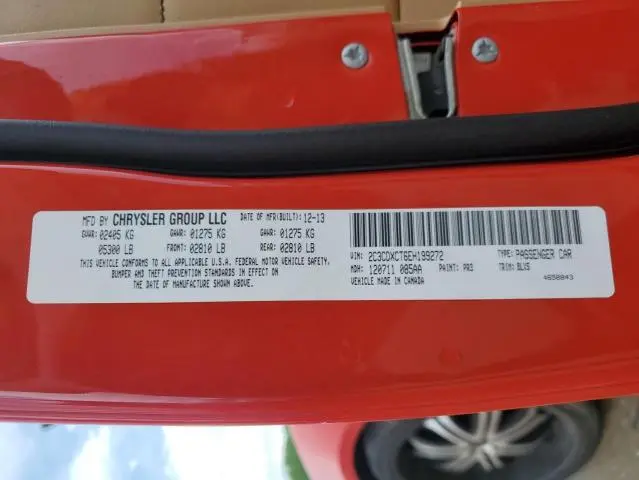 MFD BY CHRYSLER GROUP LLC DATE OF MFR(BUILT): 12-13
GVWR: 02405 KG GAWR: 01275 KG GAWR: 01275 KG
05300 LB FRONT: 02810 LB REAR: 02810 LB
THIS VEHICLE CONFORMS TO ALL APPLICABLE U.S.A. FEDERAL MOTOR VEHICLE SAFETY,
BUMPER AND THEFT PREVENTION STANDARDS IN EFFECT ON
THE DATE OF MANUFACTURE SHOWN ABOVE.
VIN: 2C3CDXCT6EH199272 TYPE: PASSENGER CAR
MDH: 120711 085AA PAINT: PR3 TRIM: BLVS
VEHICLE MADE IN CANADA 4650843